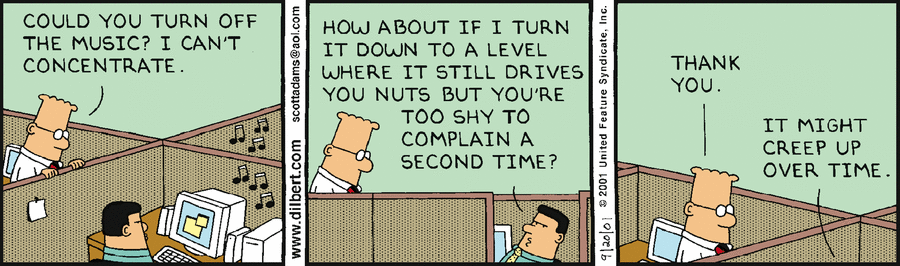 COULD YOU TURN OFF
THE MUSIC? I CAN'T
CONCENTRATE.
www.dilbert.com scottadams@aol.com
HOW ABOUT IF I TURN
IT DOWN TO A LEVEL
WHERE IT STILL DRIVES
YOU NUTS BUT YOU'RE
TOO SHY TO
COMPLAIN A
SECOND TIME?
9/20/01 © 2001 United Feature Syndicate, Inc.
THANK
YOU.
IT MIGHT
CREEP UP
OVER TIME.